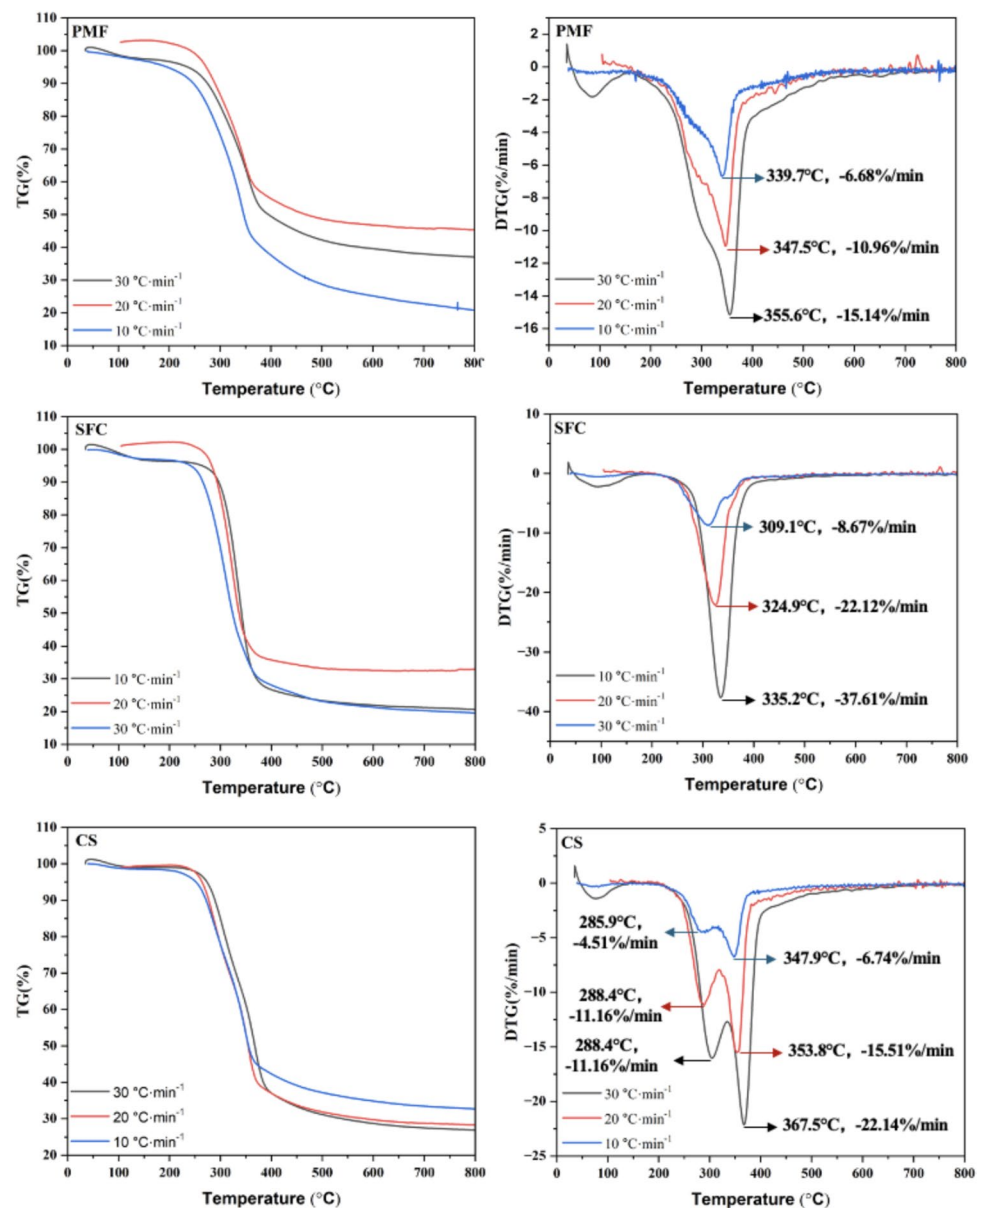 PMF
TG(%)
110
100
90
80
70
60
50
40
30
20
10
30 °C·min⁻¹
20 °C·min⁻¹
10 °C·min⁻¹
0 100 200 300 400 500 600 700 800
Temperature (°C)
PMF
DTG(%/min)
2
0
−2
−4
−6
−8
−10
−12
−14
−16
339.7°C, -6.68%/min
347.5°C, -10.96%/min
355.6°C, -15.14%/min
30 °C·min⁻¹
20 °C·min⁻¹
10 °C·min⁻¹
0 100 200 300 400 500 600 700 800
Temperature (°C)
SFC
TG(%)
110
100
90
80
70
60
50
40
30
20
10
10 °C·min⁻¹
20 °C·min⁻¹
30 °C·min⁻¹
0 100 200 300 400 500 600 700 800
Temperature (°C)
SFC
DTG(%/min)
10
0
−10
−20
−30
−40
309.1°C, -8.67%/min
324.9°C, -22.12%/min
335.2°C, -37.61%/min
10 °C·min⁻¹
20 °C·min⁻¹
30 °C·min⁻¹
0 100 200 300 400 500 600 700 800
Temperature (°C)
CS
TG(%)
110
100
90
80
70
60
50
40
30
20
30 °C·min⁻¹
20 °C·min⁻¹
10 °C·min⁻¹
0 100 200 300 400 500 600 700 800
Temperature (°C)
CS
DTG(%/min)
5
0
−5
−10
−15
−20
−25
285.9°C,
-4.51%/min
347.9°C, -6.74%/min
288.4°C,
-11.16%/min
288.4°C,
-11.16%/min
353.8°C, -15.51%/min
367.5°C, -22.14%/min
30 °C·min⁻¹
20 °C·min⁻¹
10 °C·min⁻¹
0 100 200 300 400 500 600 700 800
Temperature (°C)